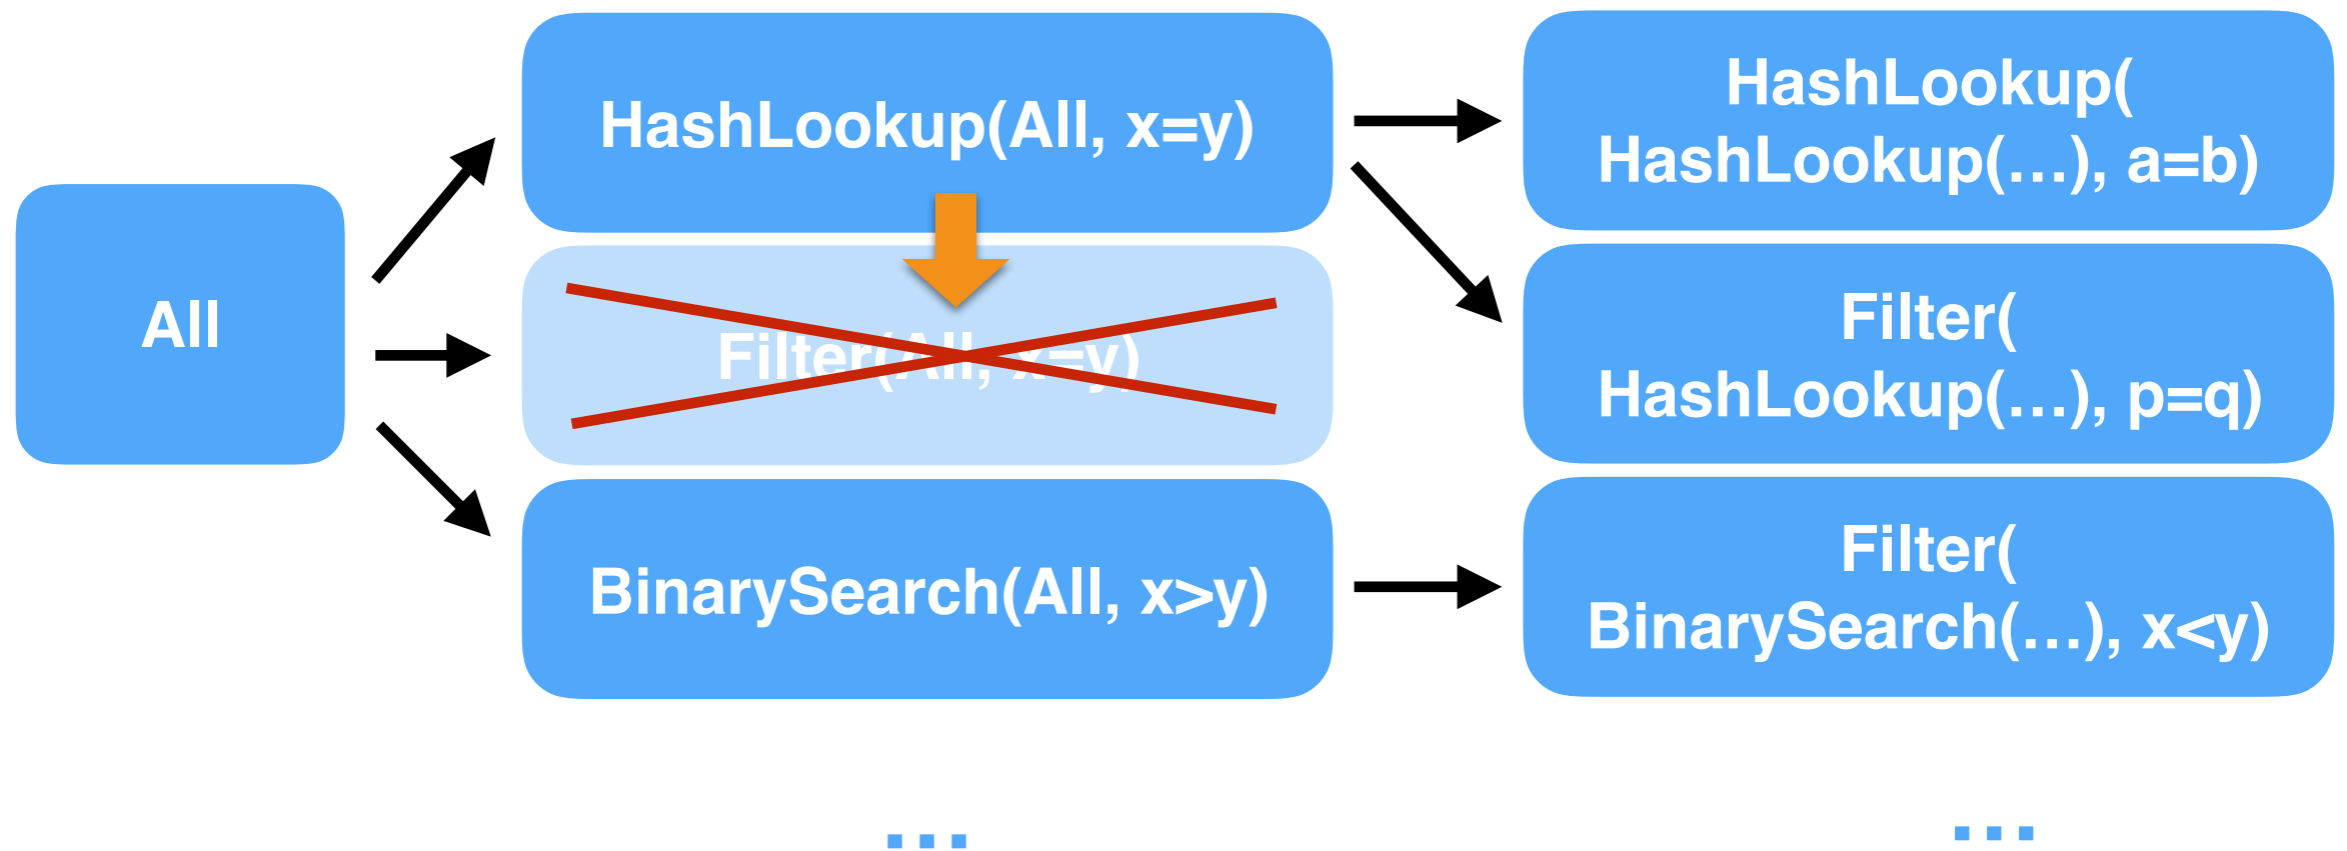 All
HashLookup(All, x=y)
Filter(All, x=y)
BinarySearch(All, x>y)
…
HashLookup(
HashLookup(…), a=b)
Filter(
HashLookup(…), p=q)
Filter(
BinarySearch(…), x<y)
…